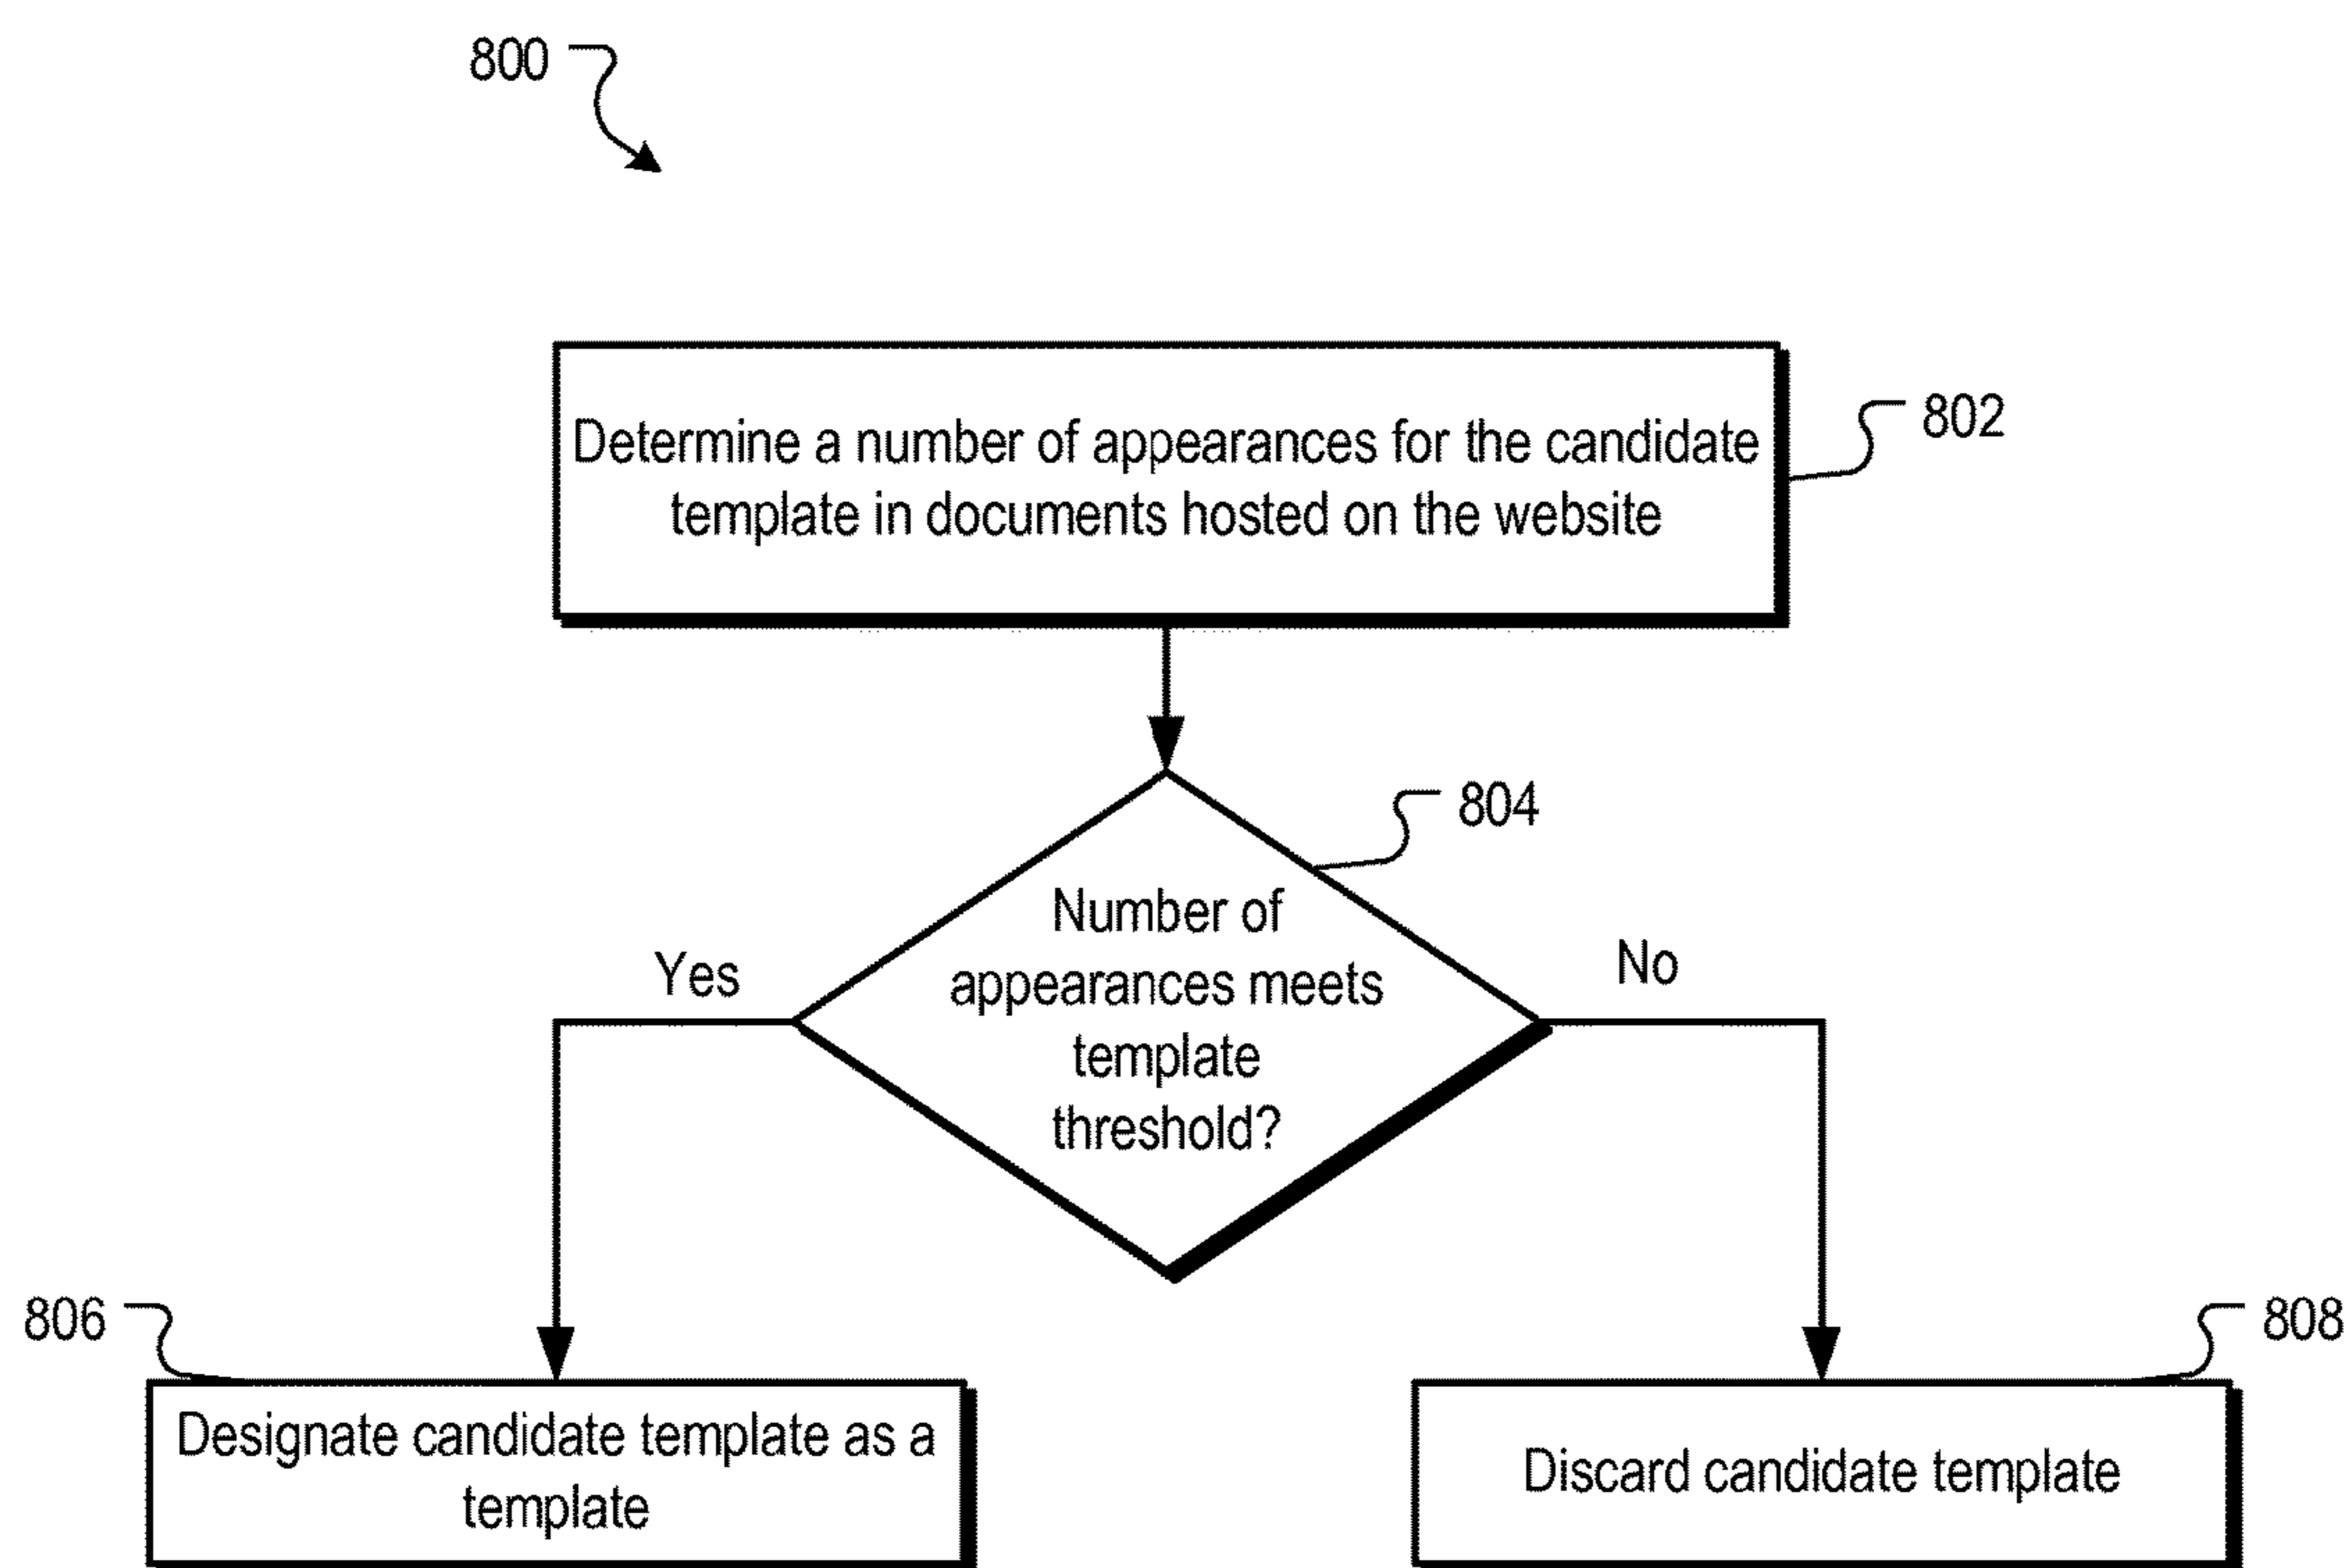 800
Determine a number of appearances for the candidate
template in documents hosted on the website
802
804
Number of
appearances meets
template
threshold?
Yes
No
806
Designate candidate template as a
template
808
Discard candidate template